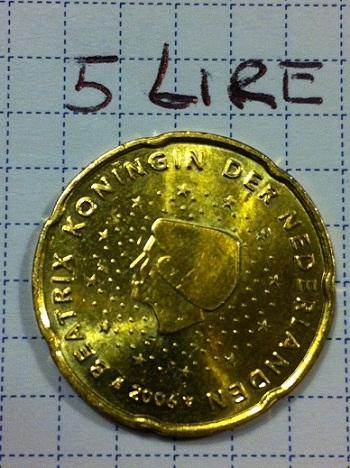 5 LIRE
BEATRIX KONINGIN DER NEDERLANDEN
2006